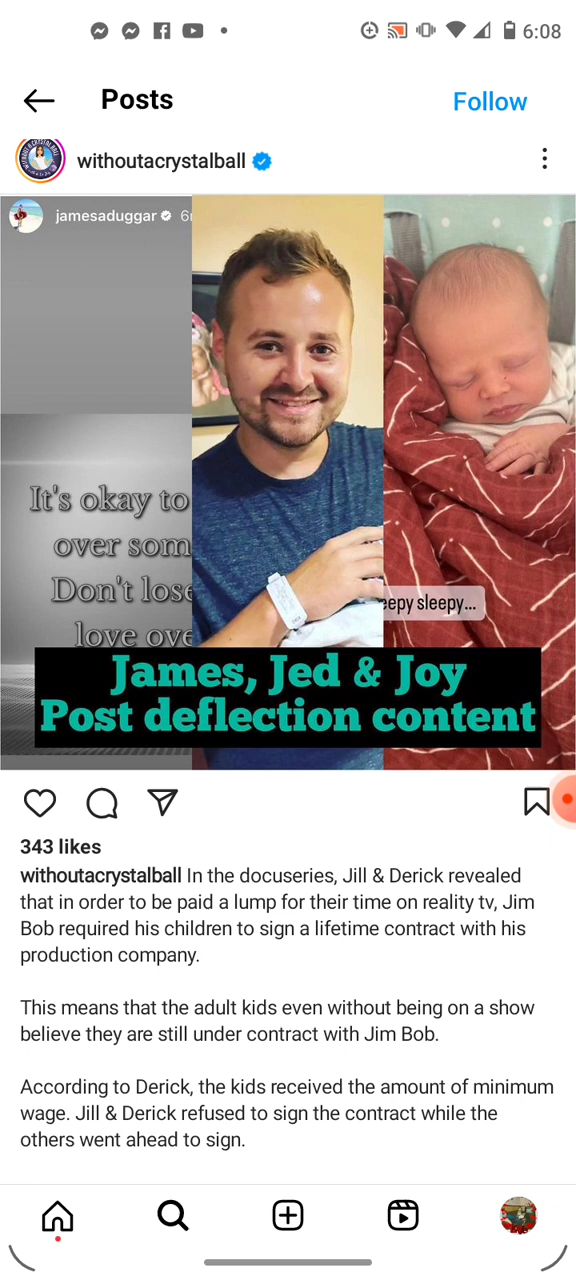 6:08
Posts
Follow
withoutacrystalball
jamesaduggar
It's okay to
over som
Don't lose
love ove
eepy sleepy...
James, Jed & Joy
Post deflection content
343 likes
withoutacrystalball In the docuseries, Jill & Derick revealed
that in order to be paid a lump for their time on reality tv, Jim
Bob required his children to sign a lifetime contract with his
production company.
This means that the adult kids even without being on a show
believe they are still under contract with Jim Bob.
According to Derick, the kids received the amount of minimum
wage. Jill & Derick refused to sign the contract while the
others went ahead to sign.